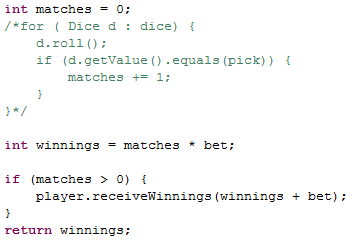 int matches = 0;
/*for ( Dice d : dice) {
    d.roll();
    if (d.getValue().equals(pick)) {
        matches += 1;
    }
}*/

int winnings = matches * bet;

if (matches > 0) {
    player.receiveWinnings(winnings + bet);
}
return winnings;